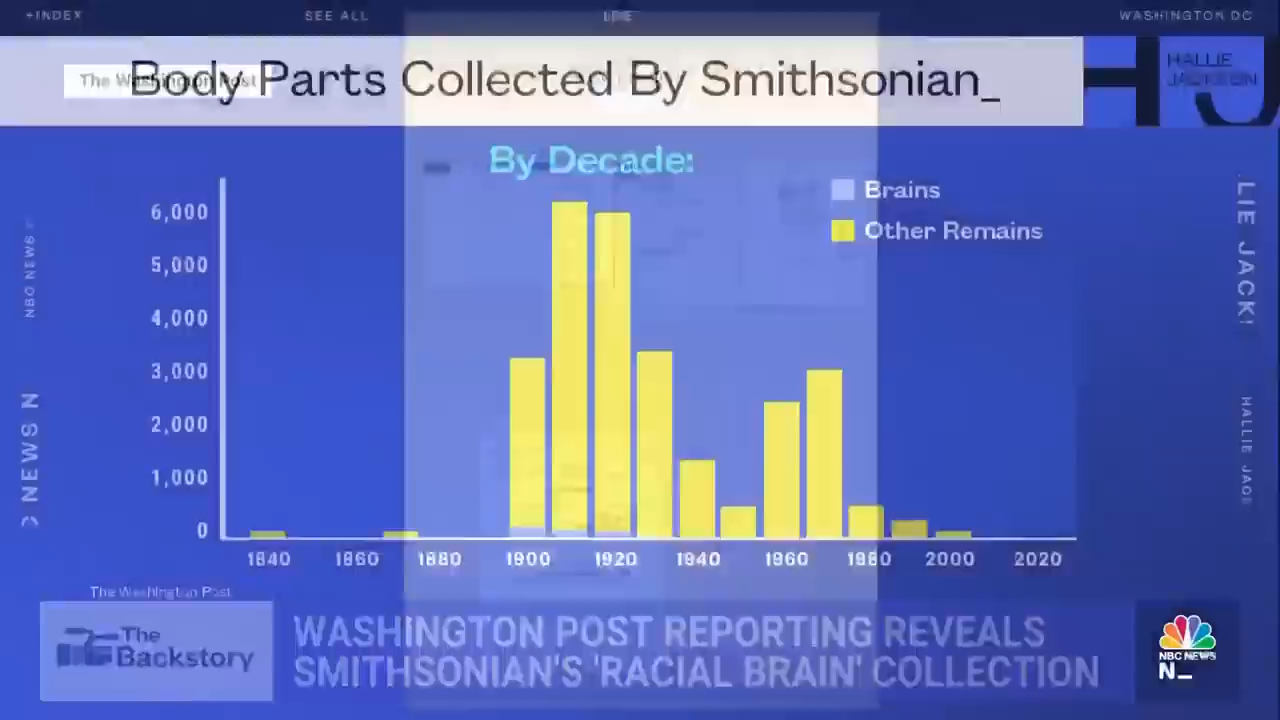 +INDEX
SEE ALL
LIVE
WASHINGTON DC
The Washington Post
Body Parts Collected By Smithsonian_
HALLIE
JACKSON
By Decade:
Brains
Other Remains
6,000
5,000
4,000
3,000
2,000
1,000
0
1840 1860 1880 1900 1920 1940 1960 1980 2000 2020
NBC NEWS
C NEWS N
LIE JACK
HALLIE JAC
The Washington Post
The
Backstory
WASHINGTON POST REPORTING REVEALS
SMITHSONIAN'S 'RACIAL BRAIN' COLLECTION
NBC NEWS
N_